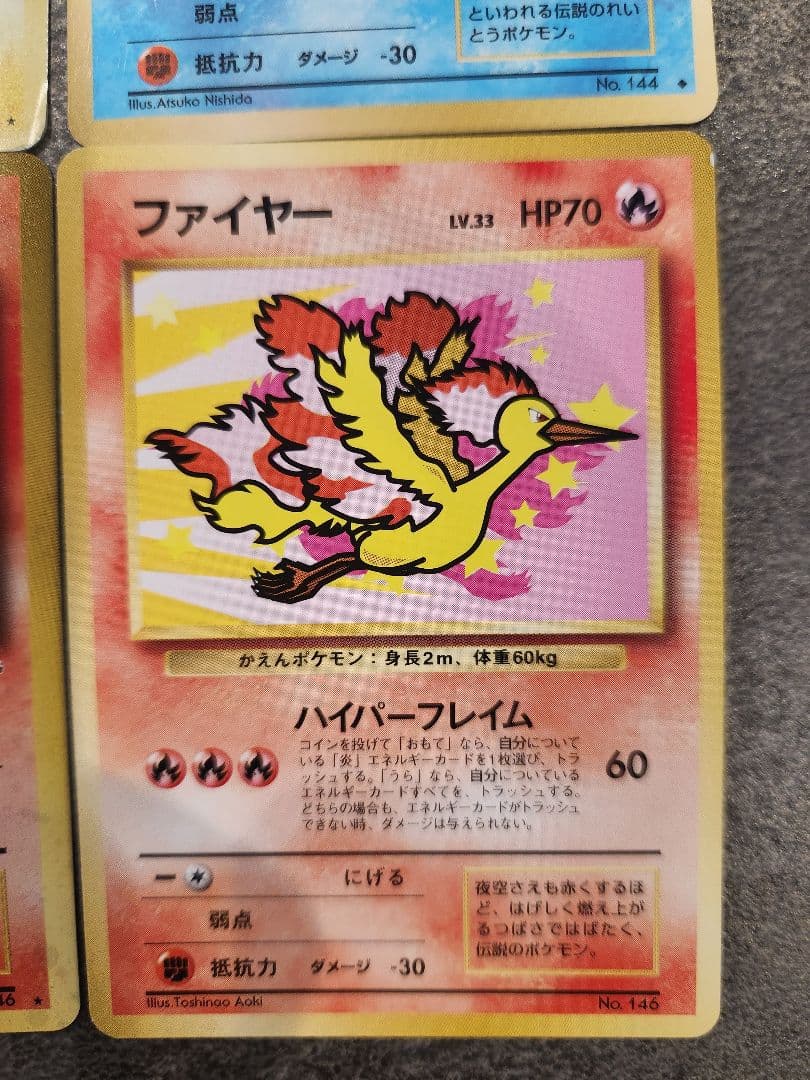 弱点
抵抗力 ダメージ -30
といわれる伝説のれい
とうポケモン。
Illus.Atsuko Nishida
No. 144
ファイヤー LV.33 HP70
かえんポケモン：身長2m、体重60kg
ハイパーフレイム
コインを投げて「おもて」なら、自分について
いる「炎」エネルギーカードを1枚選び、トラ
ッシュする。「うら」なら、自分についている
エネルギーカードすべてを、トラッシュする。
どちらの場合も、エネルギーカードがトラッシュ
できない時、ダメージは与えられない。
60
にげる
弱点
抵抗力 ダメージ -30
夜空さえも赤くするほ
ど、はげしく燃え上が
るつばさではばたく、
伝説のポケモン。
Illus.Toshinao Aoki
No. 146
46